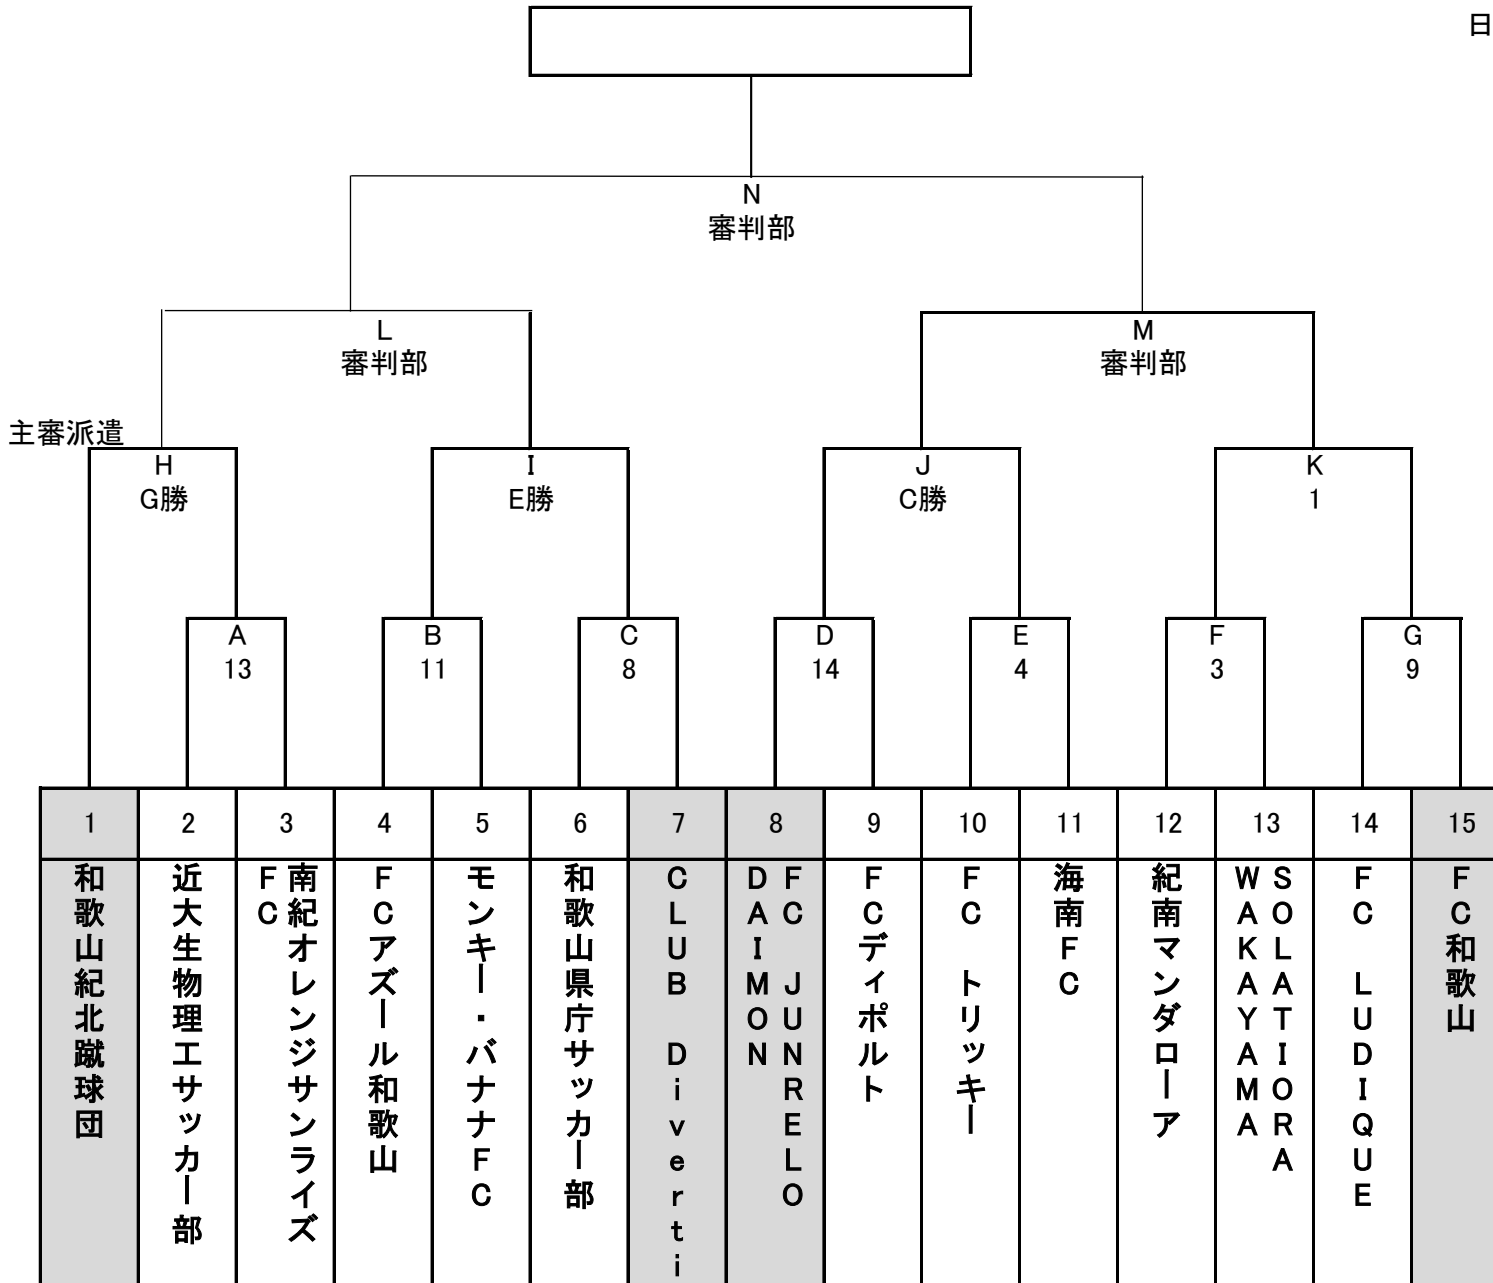 日
N
審判部
L
審判部
M
審判部
主審派遣
H
G勝
I
E勝
J
C勝
K
1
A
13
B
11
C
8
D
14
E
4
F
3
G
9
1
2
3
4
5
6
7
8
9
10
11
12
13
14
15
和歌山紀北蹴球団
近大生物理工サッカー部
南紀オレンジサンライズ
FC
FCアズール和歌山
モンキー・バナナFC
和歌山県庁サッカー部
CLUB Diverti
FC JUNRELO
DAIMON
FCディポルト
FC トリッキー
海南FC
紀南マンダローア
SOLATIORA
WAKAYAMA
FC LUDIQUE
FC和歌山